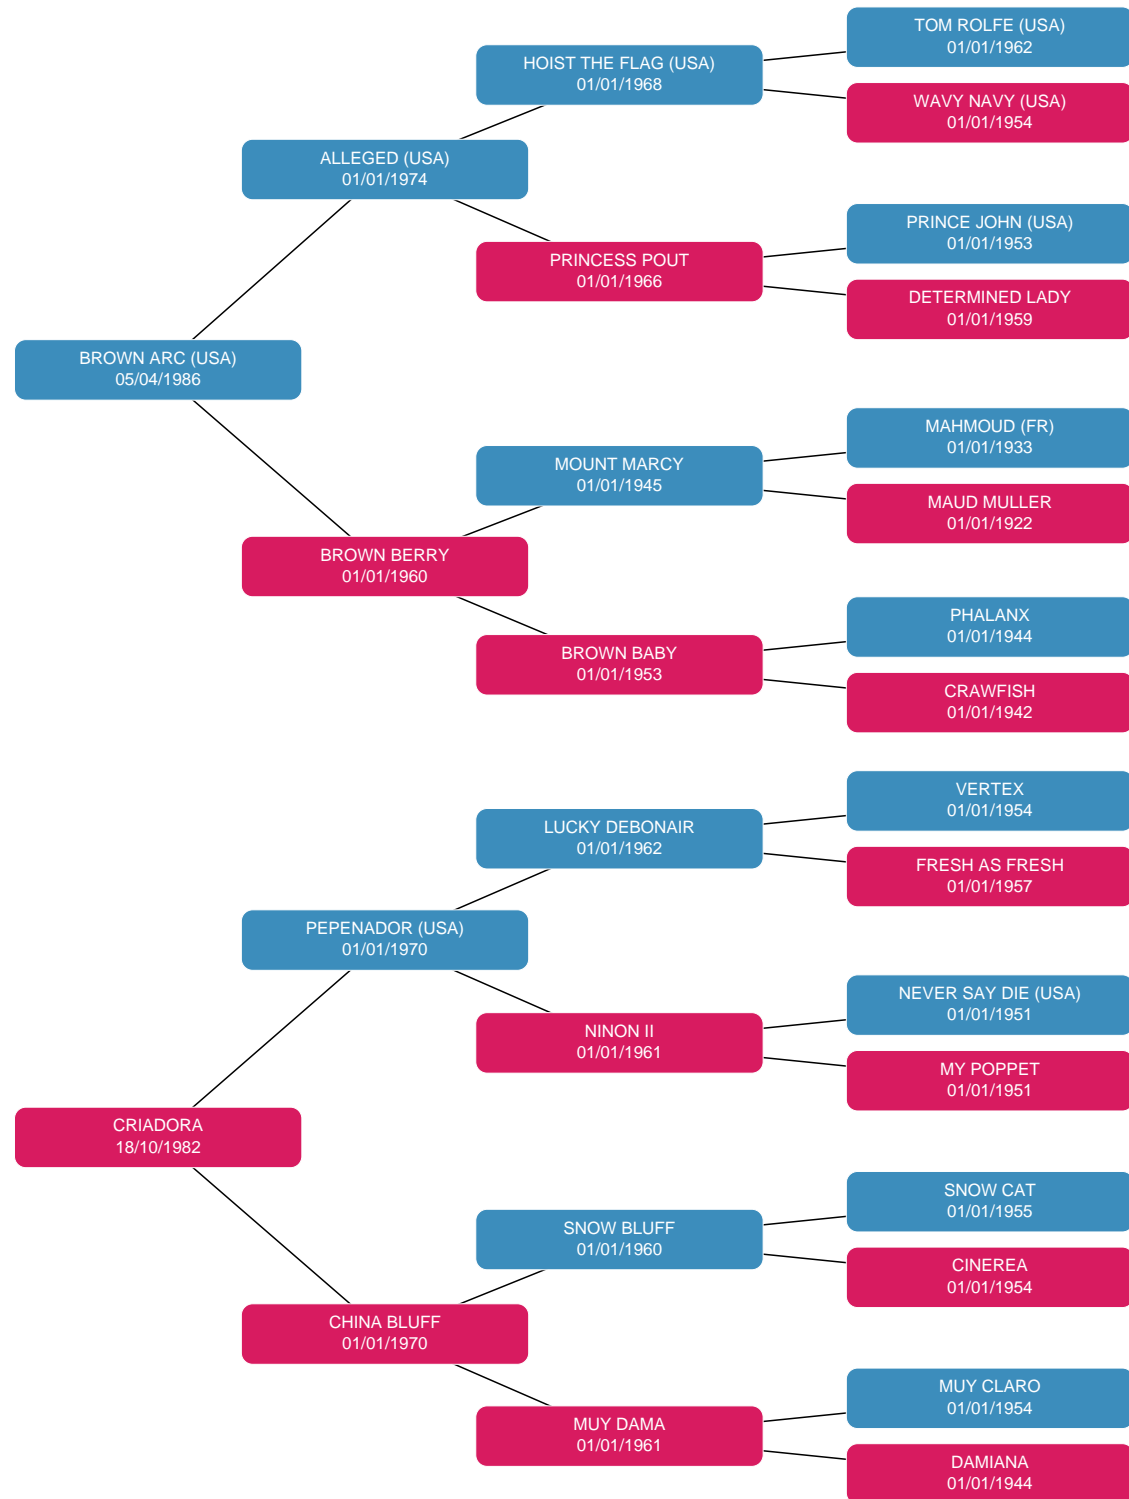 TOM ROLFE (USA)
01/01/1962
HOIST THE FLAG (USA)
01/01/1968
WAVY NAVY (USA)
01/01/1954
ALLEGED (USA)
01/01/1974
PRINCE JOHN (USA)
01/01/1953
PRINCESS POUT
01/01/1966
DETERMINED LADY
01/01/1959
BROWN ARC (USA)
05/04/1986
MAHMOUD (FR)
01/01/1933
MOUNT MARCY
01/01/1945
MAUD MULLER
01/01/1922
BROWN BERRY
01/01/1960
PHALANX
01/01/1944
BROWN BABY
01/01/1953
CRAWFISH
01/01/1942
VERTEX
01/01/1954
LUCKY DEBONAIR
01/01/1962
FRESH AS FRESH
01/01/1957
PEPENADOR (USA)
01/01/1970
NEVER SAY DIE (USA)
01/01/1951
NINON II
01/01/1961
MY POPPET
01/01/1951
CRIADORA
18/10/1982
SNOW CAT
01/01/1955
SNOW BLUFF
01/01/1960
CINEREA
01/01/1954
CHINA BLUFF
01/01/1970
MUY CLARO
01/01/1954
MUY DAMA
01/01/1961
DAMIANA
01/01/1944